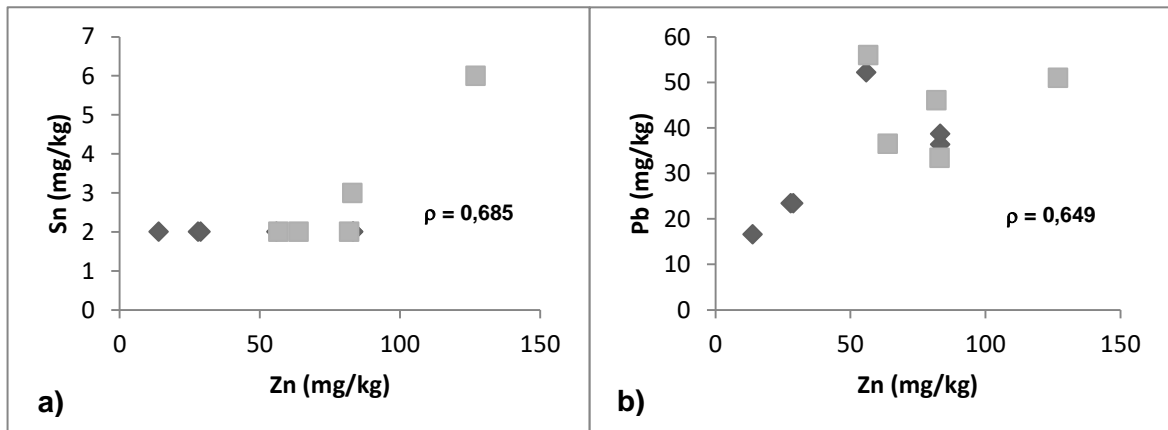 7
6
5
4
3
2
1
0
Sn (mg/kg)
ρ = 0,685
0 50 100 150
Zn (mg/kg)
a)
60
50
40
30
20
10
0
Pb (mg/kg)
ρ = 0,649
0 50 100 150
Zn (mg/kg)
b)